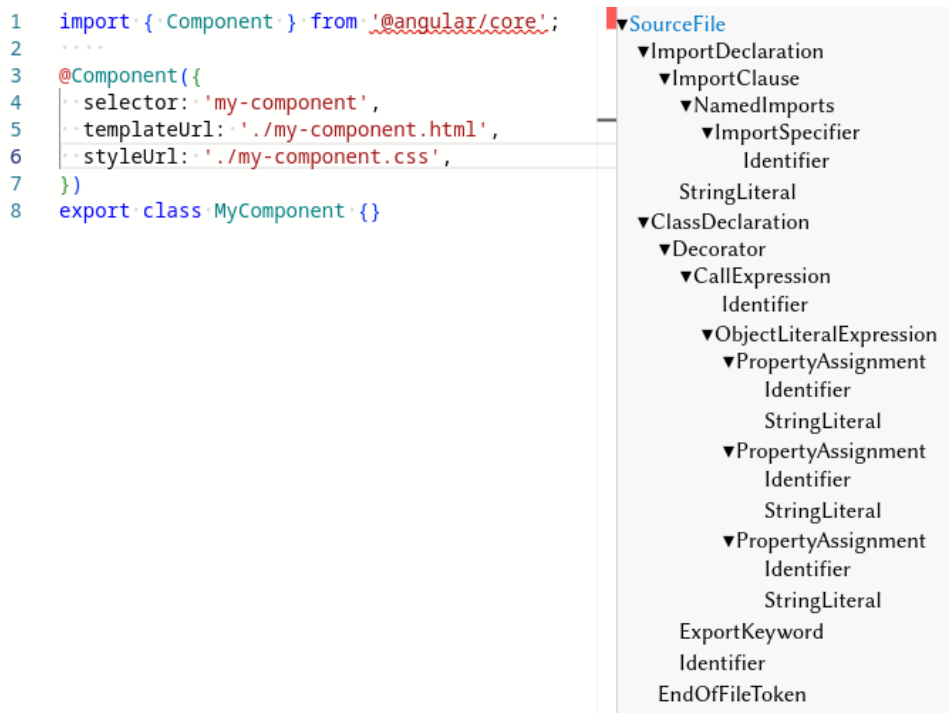 1 import { Component } from '@angular/core';
2
3 @Component({
4 selector: 'my-component',
5 templateUrl: './my-component.html',
6 styleUrl: './my-component.css',
7 })
8 export class MyComponent {}
▼SourceFile
▼ImportDeclaration
▼ImportClause
▼NamedImports
▼ImportSpecifier
Identifier
StringLiteral
▼ClassDeclaration
▼Decorator
▼CallExpression
Identifier
▼ObjectLiteralExpression
▼PropertyAssignment
Identifier
StringLiteral
▼PropertyAssignment
Identifier
StringLiteral
▼PropertyAssignment
Identifier
StringLiteral
ExportKeyword
Identifier
EndOfFileToken